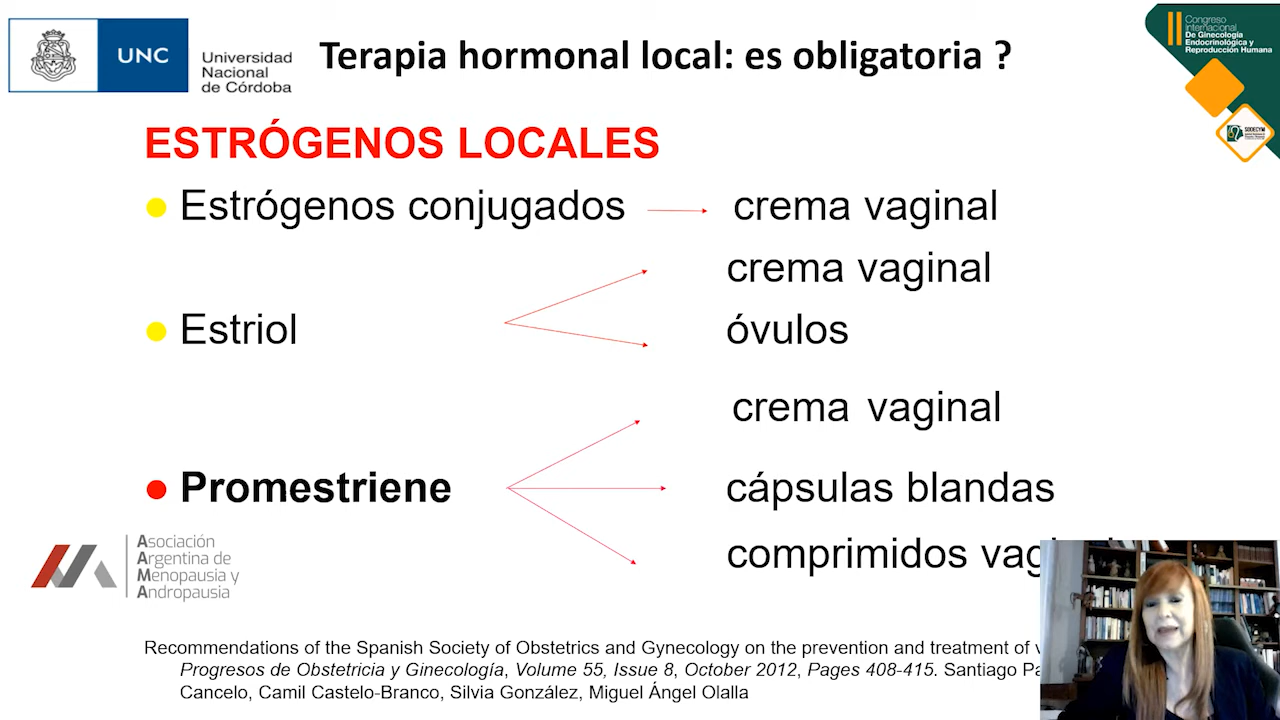 UNC
Universidad
Nacional
de Córdoba
Terapia hormonal local: es obligatoria ?
II Congreso
Internacional
De Ginecología
Endocrinológica y
Reproducción Humana
SODECYM
ESTRÓGENOS LOCALES
Estrógenos conjugados
crema vaginal
crema vaginal
Estriol
óvulos
crema vaginal
Promestriene
cápsulas blandas
comprimidos
Asociación
Argentina de
Menopausia y
Andropausia
Recommendations of the Spanish Society of Obstetrics and Gynecology on the prevention and treatment of
Progresos de Obstetricia y Ginecología, Volume 55, Issue 8, October 2012, Pages 408-415. Santiago
Cancelo, Camil Castelo-Branco, Silvia González, Miguel Ángel Olalla